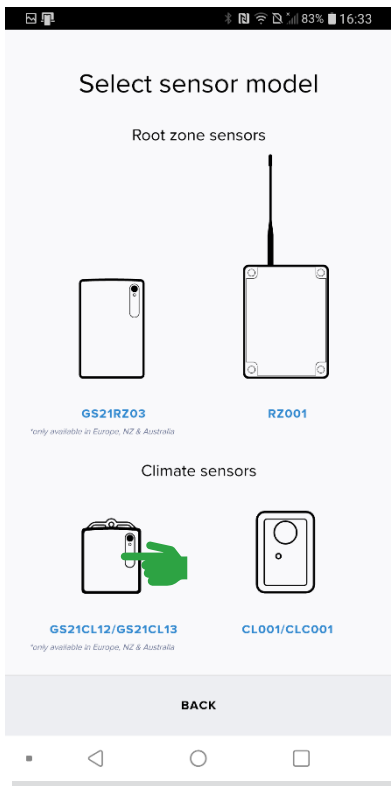 83% 16:33
Select sensor model
Root zone sensors
GS21RZ03
RZ001
*only available in Europe, NZ & Australia
Climate sensors
GS21CL12/GS21CL13
CL001/CLC001
*only available in Europe, NZ & Australia
BACK